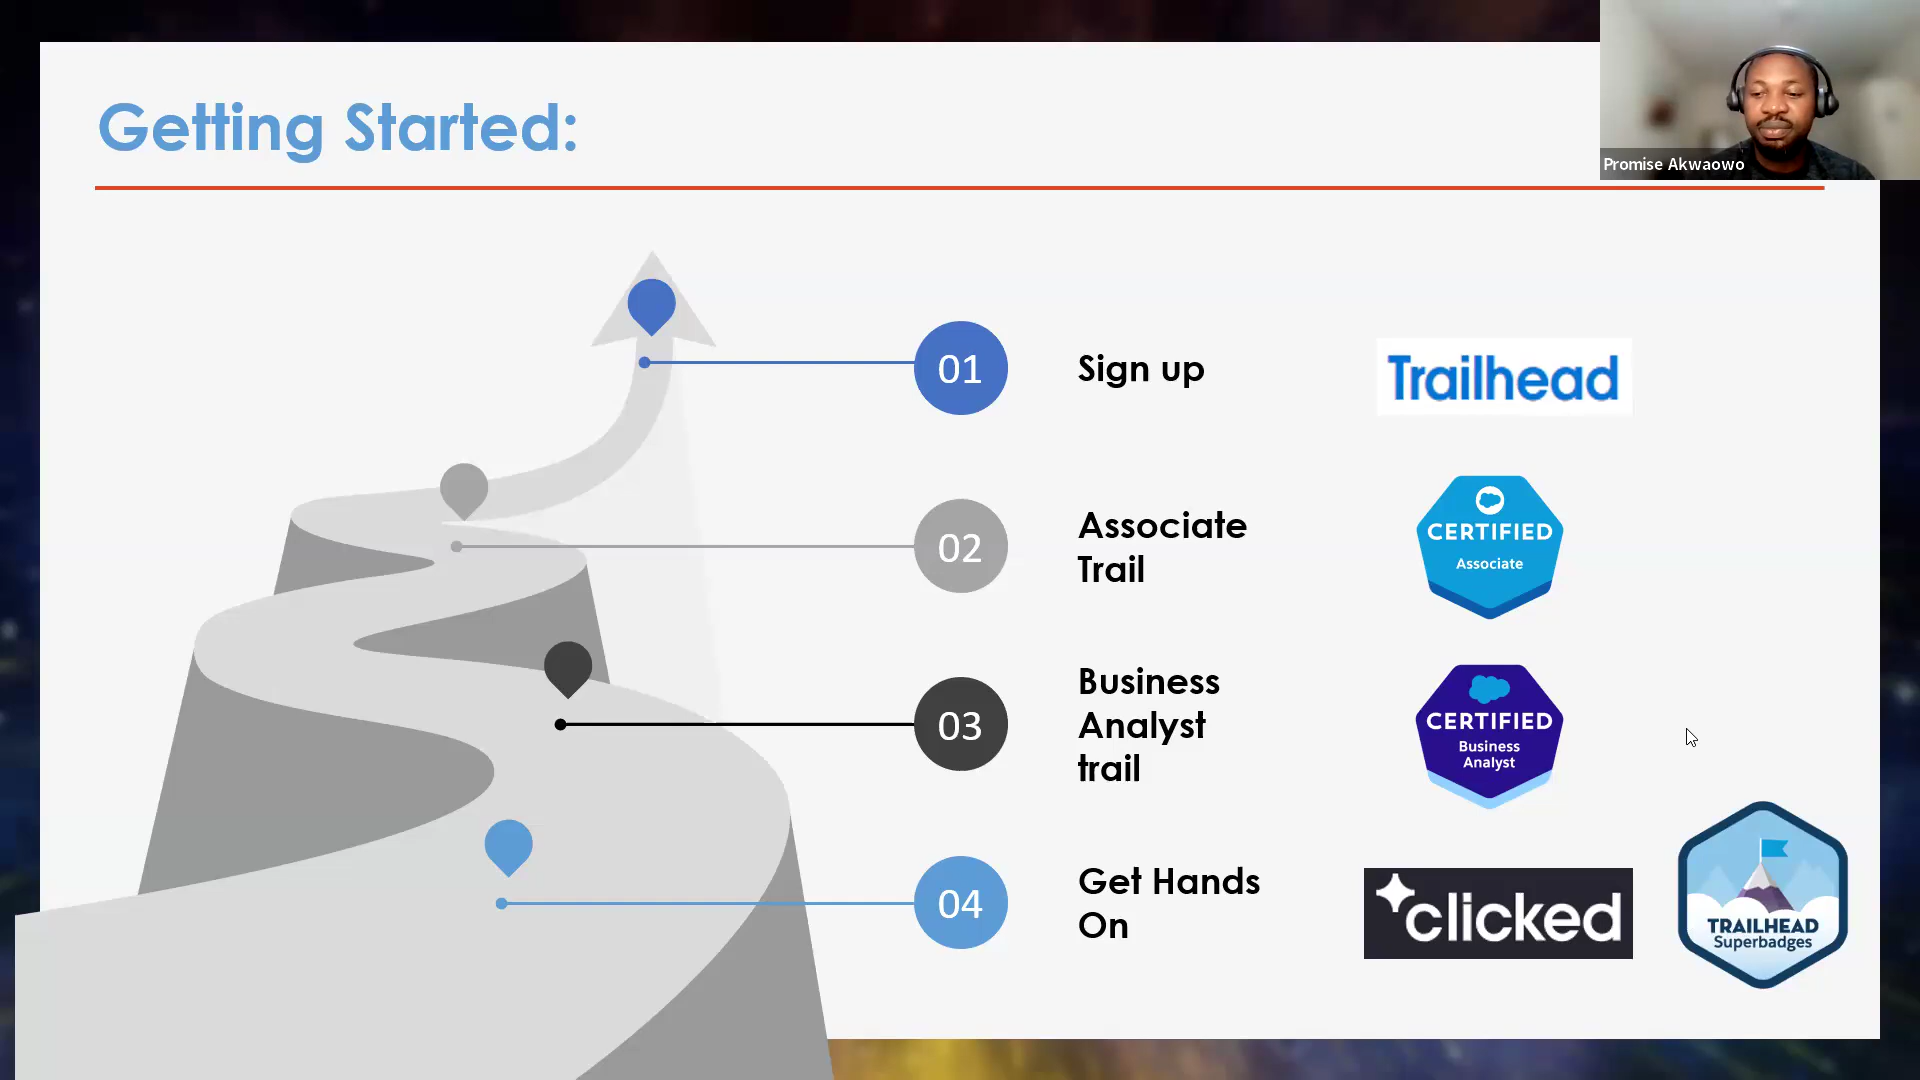 Getting Started:
Promise Akwaowo
01
Sign up
Trailhead
02
Associate
Trail
CERTIFIED
Associate
03
Business
Analyst
trail
CERTIFIED
Business
Analyst
04
Get Hands
On
clicked
TRAILHEAD
Superbadges